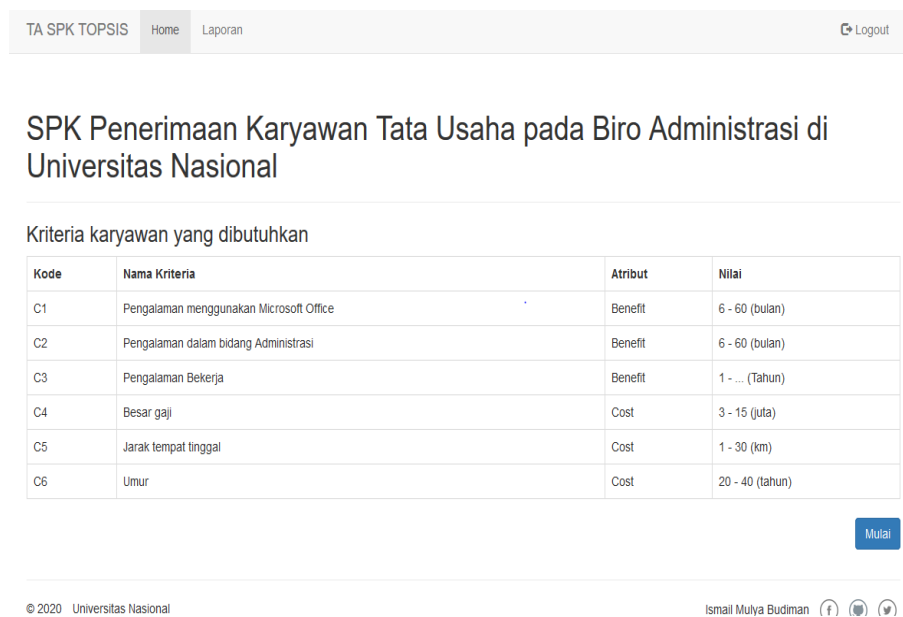 TA SPK TOPSIS Home Laporan Logout
SPK Penerimaan Karyawan Tata Usaha pada Biro Administrasi di
Universitas Nasional
Kriteria karyawan yang dibutuhkan
Kode Nama Kriteria Atribut Nilai
C1 Pengalaman menggunakan Microsoft Office Benefit 6 - 60 (bulan)
C2 Pengalaman dalam bidang Administrasi Benefit 6 - 60 (bulan)
C3 Pengalaman Bekerja Benefit 1 - ... (Tahun)
C4 Besar gaji Cost 3 - 15 (juta)
C5 Jarak tempat tinggal Cost 1 - 30 (km)
C6 Umur Cost 20 - 40 (tahun)
Mulai
© 2020 Universitas Nasional Ismail Mulya Budiman